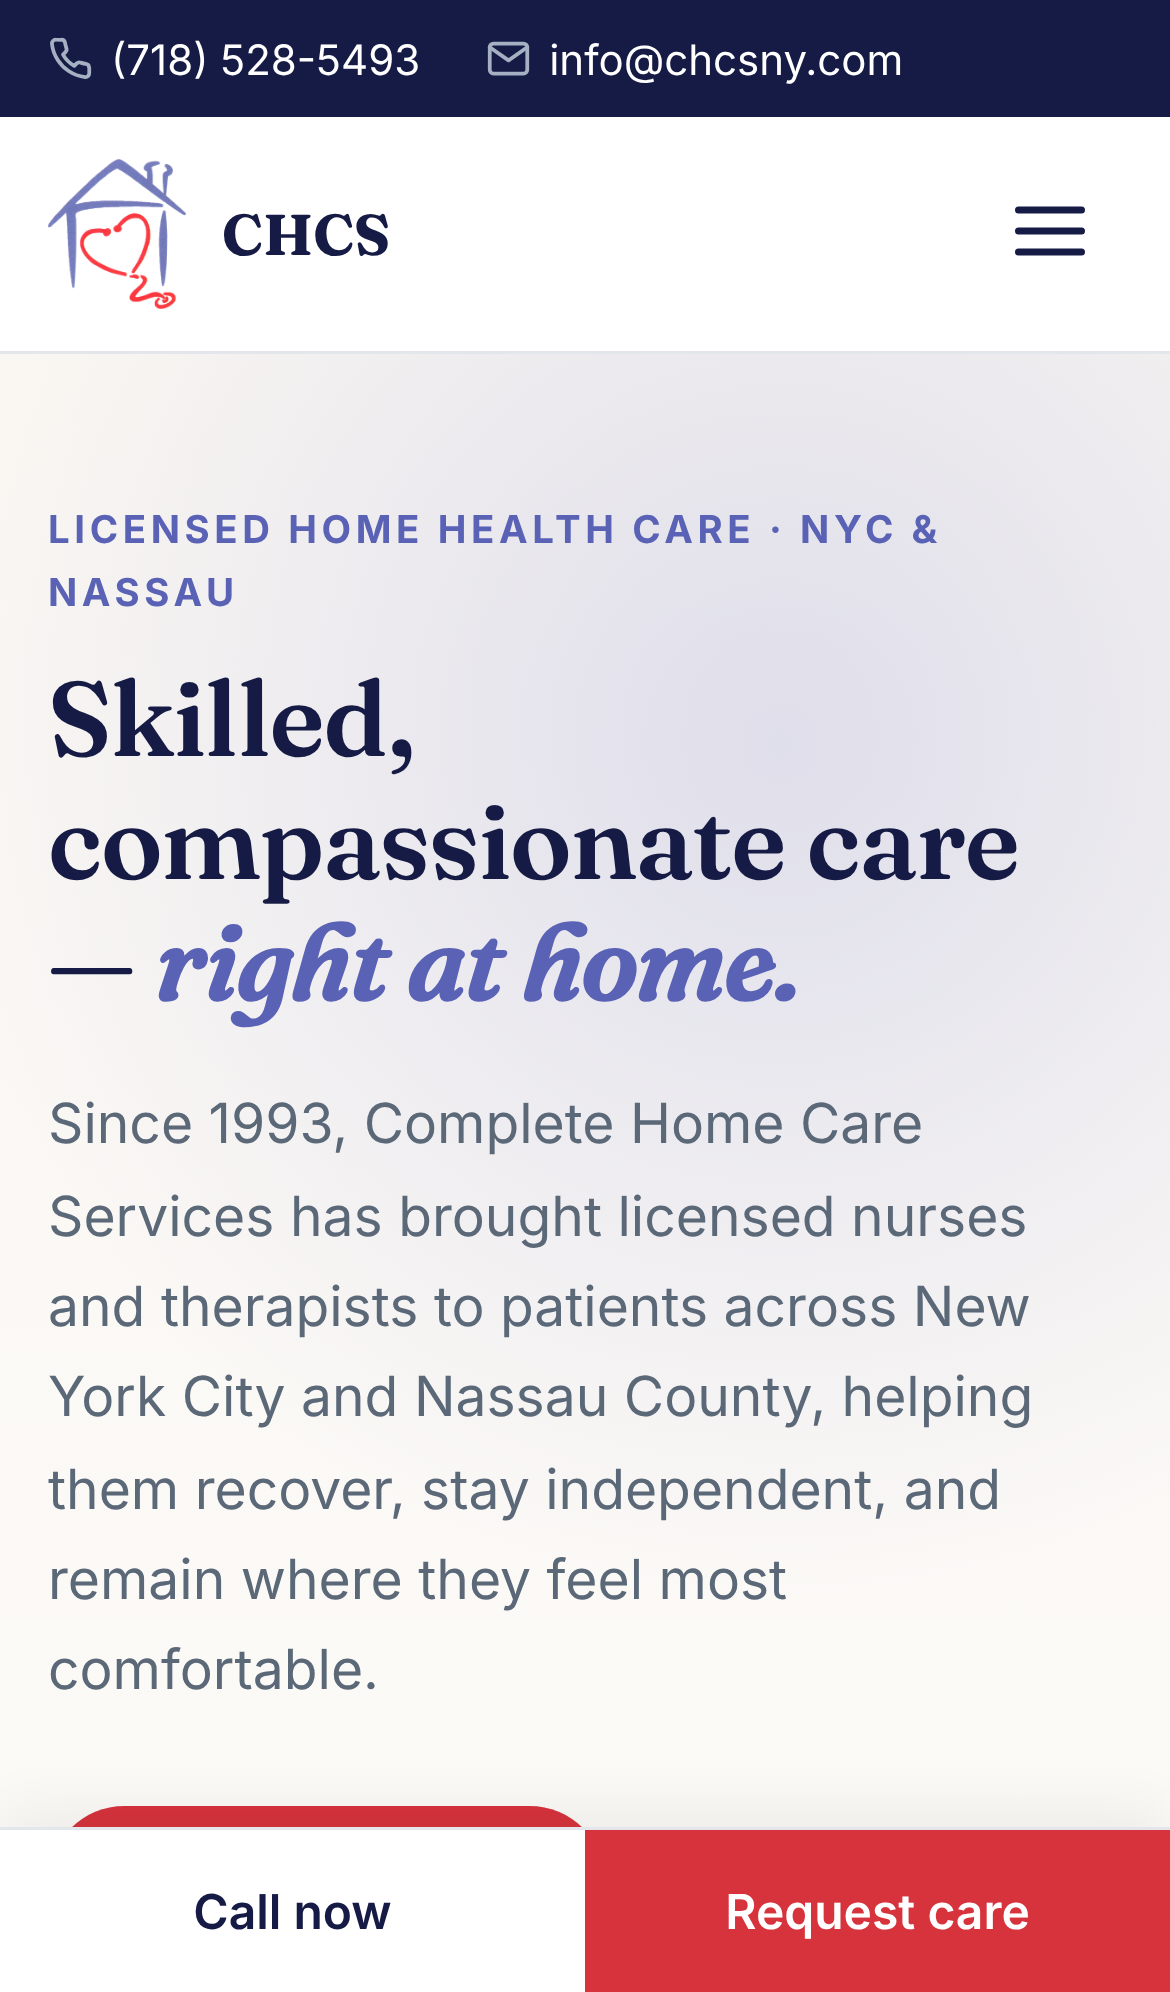 (718) 528-5493 info@chcsny.com
CHCS
LICENSED HOME HEALTH CARE · NYC &
NASSAU
Skilled,
compassionate care
— right at home.
Since 1993, Complete Home Care
Services has brought licensed nurses
and therapists to patients across New
York City and Nassau County, helping
them recover, stay independent, and
remain where they feel most
comfortable.
Call now Request care